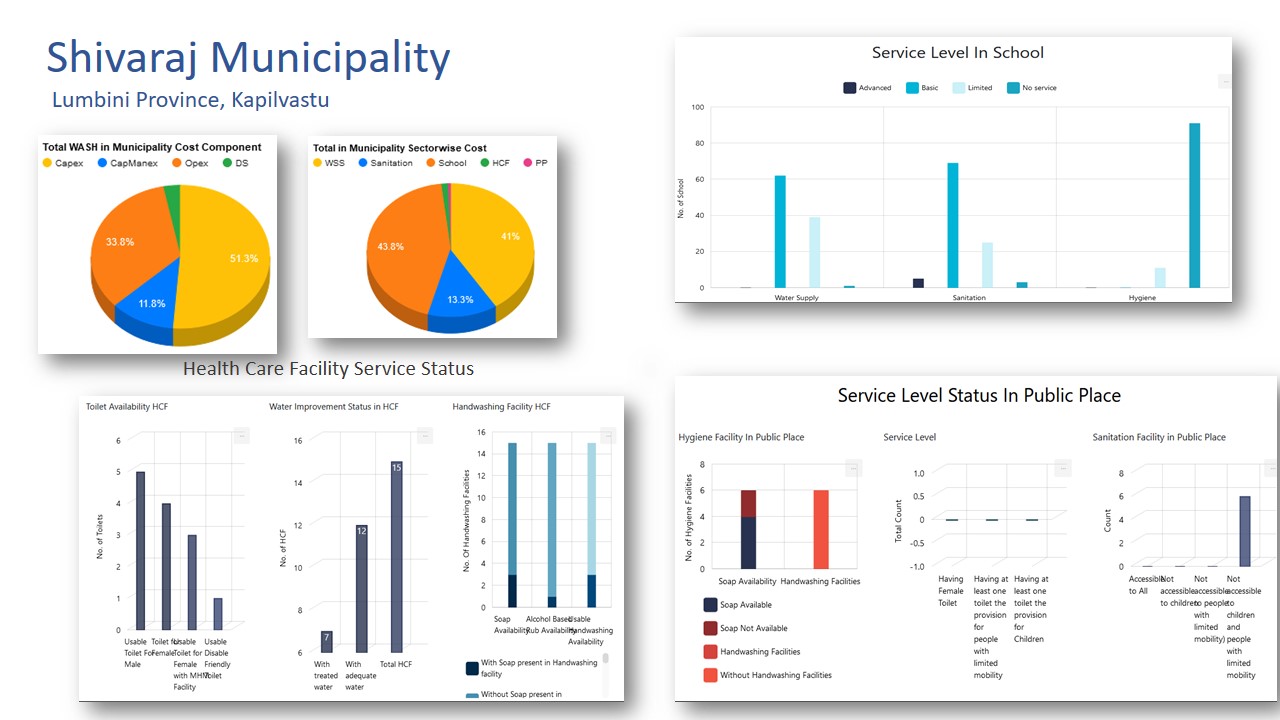 Shivaraj Municipality
Lumbini Province, Kapilvastu
Total WASH in Municipality Cost Component
Capex CapManex Opex DS
33.8%
51.3%
11.8%
Total in Municipality Sectorwise Cost
WSS Sanitation School HCF PP
41%
43.8%
13.3%
Service Level In School
Advanced Basic Limited No service
No. of School
100
80
60
40
20
0
Water Supply Sanitation Hygiene
Health Care Facility Service Status
Toilet Availability HCF
No. of Toilets
6
5
4
3
2
1
0
Usable Toilet For Male
Toilet for Female
Usable Toilet for Female with MHM Facility
Usable Disable Friendly Toilet
Water Improvement Status in HCF
No. of HCF
16
14
12
10
8
6
7
12
15
With treated water
With adequate water
Total HCF
Handwashing Facility HCF
No. Of Handwashing Facilities
16
14
12
10
8
6
4
2
0
Soap Availability
Alcohol Based Rub Availability
Usable Handwashing Availability
With Soap present in Handwashing facility
Without Soap present in
Service Level Status In Public Place
Hygiene Facility In Public Place
No. of Hygiene Facilities
8
6
4
2
0
Soap Availability Handwashing Facilities
Soap Available
Soap Not Available
Handwashing Facilities
Without Handwashing Facilities
Service Level
Total Count
1.0
0.5
0
-0.5
-1.0
Having Female Toilet
Having at least one toilet the provision for people with limited mobility
Having at least one toilet the provision for Children
Sanitation Facility in Public Place
Count
8
6
4
2
0
Accessible to All
Not accessible to children
Not accessible to people with limited mobility)
Not accessible to children and people with limited mobility